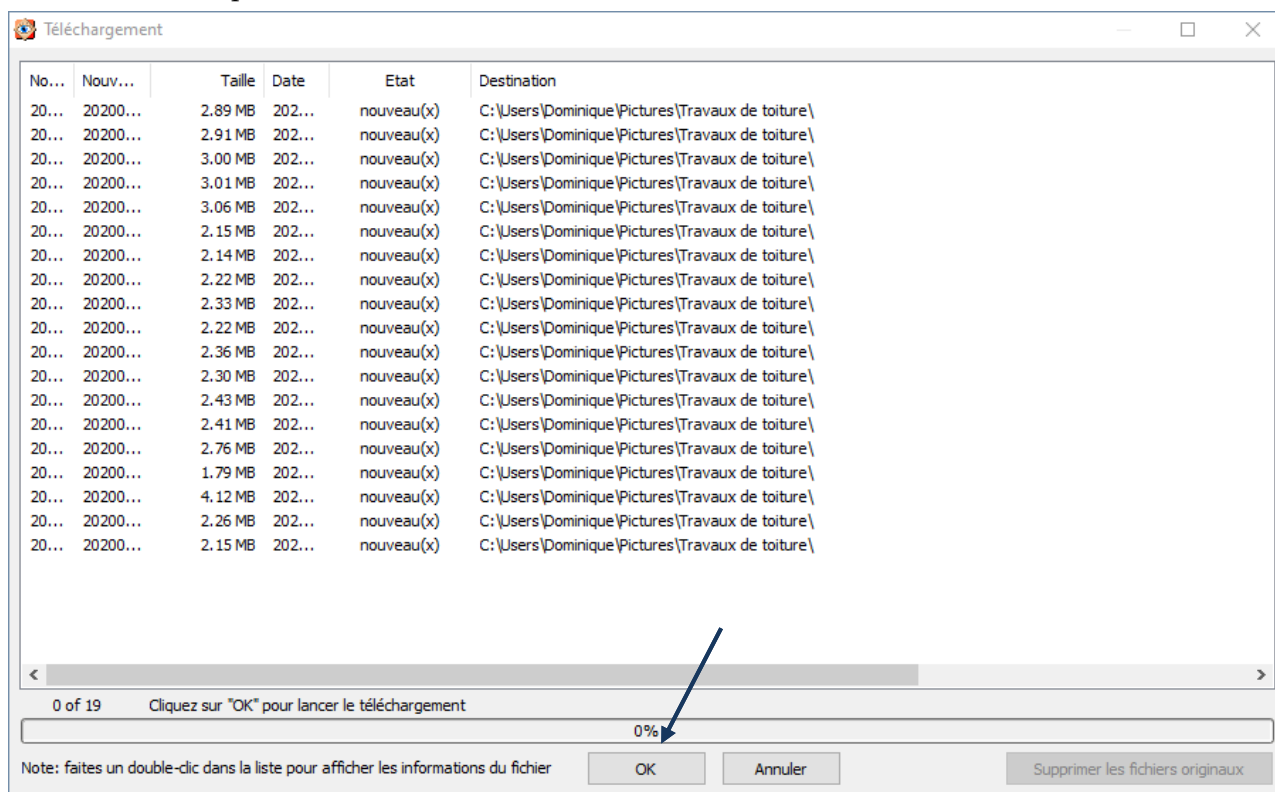 Téléchargement
No... Nouv... Taille Date Etat Destination
20... 20200... 2.89 MB 202... nouveau(x) C:\Users\Dominique\Pictures\Travaux de toiture\
20... 20200... 2.91 MB 202... nouveau(x) C:\Users\Dominique\Pictures\Travaux de toiture\
20... 20200... 3.00 MB 202... nouveau(x) C:\Users\Dominique\Pictures\Travaux de toiture\
20... 20200... 3.01 MB 202... nouveau(x) C:\Users\Dominique\Pictures\Travaux de toiture\
20... 20200... 3.06 MB 202... nouveau(x) C:\Users\Dominique\Pictures\Travaux de toiture\
20... 20200... 2.15 MB 202... nouveau(x) C:\Users\Dominique\Pictures\Travaux de toiture\
20... 20200... 2.14 MB 202... nouveau(x) C:\Users\Dominique\Pictures\Travaux de toiture\
20... 20200... 2.22 MB 202... nouveau(x) C:\Users\Dominique\Pictures\Travaux de toiture\
20... 20200... 2.33 MB 202... nouveau(x) C:\Users\Dominique\Pictures\Travaux de toiture\
20... 20200... 2.22 MB 202... nouveau(x) C:\Users\Dominique\Pictures\Travaux de toiture\
20... 20200... 2.36 MB 202... nouveau(x) C:\Users\Dominique\Pictures\Travaux de toiture\
20... 20200... 2.30 MB 202... nouveau(x) C:\Users\Dominique\Pictures\Travaux de toiture\
20... 20200... 2.43 MB 202... nouveau(x) C:\Users\Dominique\Pictures\Travaux de toiture\
20... 20200... 2.41 MB 202... nouveau(x) C:\Users\Dominique\Pictures\Travaux de toiture\
20... 20200... 2.76 MB 202... nouveau(x) C:\Users\Dominique\Pictures\Travaux de toiture\
20... 20200... 1.79 MB 202... nouveau(x) C:\Users\Dominique\Pictures\Travaux de toiture\
20... 20200... 4.12 MB 202... nouveau(x) C:\Users\Dominique\Pictures\Travaux de toiture\
20... 20200... 2.26 MB 202... nouveau(x) C:\Users\Dominique\Pictures\Travaux de toiture\
20... 20200... 2.15 MB 202... nouveau(x) C:\Users\Dominique\Pictures\Travaux de toiture\
0 of 19 Cliquez sur "OK" pour lancer le téléchargement
0%
Note: faites un double-clic dans la liste pour afficher les informations du fichier OK Annuler Supprimer les fichiers originaux